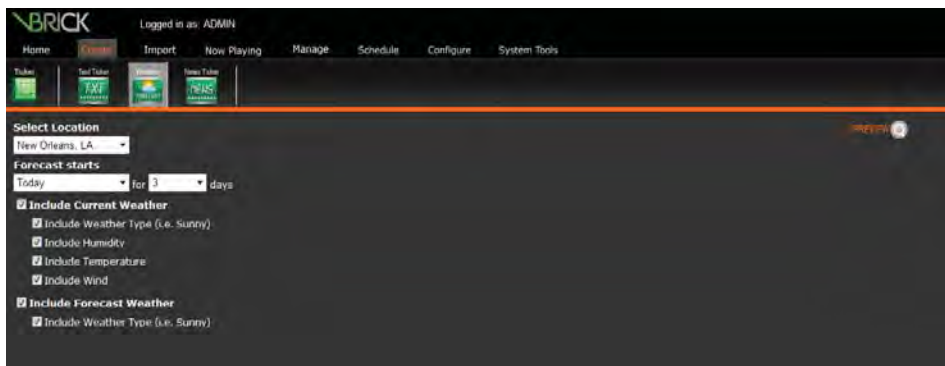 VBRICK
Logged in as: ADMIN
Home Create Import Now Playing Manage Schedule Configure System Tools
Ticker Text Ticker Weather News Ticker
TXT NEWS
Select Location PREVIEW
New Orleans, LA
Forecast starts
Today for 3 days
Include Current Weather
Include Weather Type (i.e. Sunny)
Include Humidity
Include Temperature
Include Wind
Include Forecast Weather
Include Weather Type (i.e. Sunny)